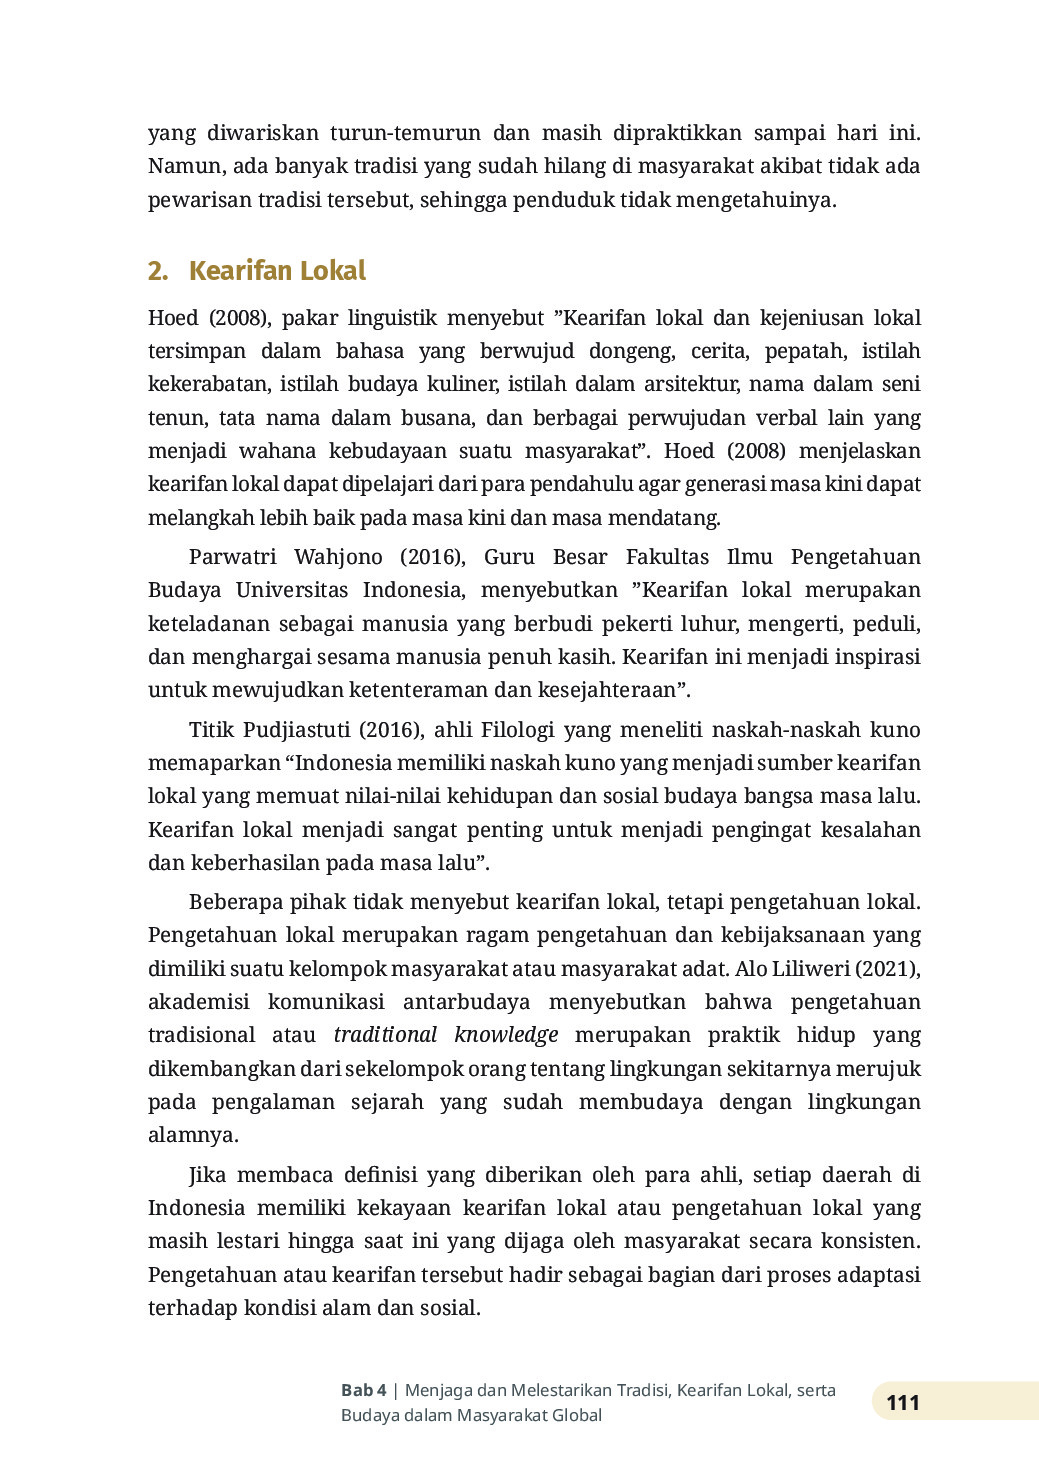 yang diwariskan turun-temurun dan masih dipraktikkan sampai hari ini.
Namun, ada banyak tradisi yang sudah hilang di masyarakat akibat tidak ada
pewarisan tradisi tersebut, sehingga penduduk tidak mengetahuinya.
2. Kearifan Lokal
Hoed (2008), pakar linguistik menyebut ”Kearifan lokal dan kejeniusan lokal
tersimpan dalam bahasa yang berwujud dongeng, cerita, pepatah, istilah
kekerabatan, istilah budaya kuliner, istilah dalam arsitektur, nama dalam seni
tenun, tata nama dalam busana, dan berbagai perwujudan verbal lain yang
menjadi wahana kebudayaan suatu masyarakat”. Hoed (2008) menjelaskan
kearifan lokal dapat dipelajari dari para pendahulu agar generasi masa kini dapat
melangkah lebih baik pada masa kini dan masa mendatang.
Parwatri Wahjono (2016), Guru Besar Fakultas Ilmu Pengetahuan
Budaya Universitas Indonesia, menyebutkan ”Kearifan lokal merupakan
keteladanan sebagai manusia yang berbudi pekerti luhur, mengerti, peduli,
dan menghargai sesama manusia penuh kasih. Kearifan ini menjadi inspirasi
untuk mewujudkan ketenteraman dan kesejahteraan”.
Titik Pudjiastuti (2016), ahli Filologi yang meneliti naskah-naskah kuno
memaparkan “Indonesia memiliki naskah kuno yang menjadi sumber kearifan
lokal yang memuat nilai-nilai kehidupan dan sosial budaya bangsa masa lalu.
Kearifan lokal menjadi sangat penting untuk menjadi pengingat kesalahan
dan keberhasilan pada masa lalu”.
Beberapa pihak tidak menyebut kearifan lokal, tetapi pengetahuan lokal.
Pengetahuan lokal merupakan ragam pengetahuan dan kebijaksanaan yang
dimiliki suatu kelompok masyarakat atau masyarakat adat. Alo Liliweri (2021),
akademisi komunikasi antarbudaya menyebutkan bahwa pengetahuan
tradisional atau traditional knowledge merupakan praktik hidup yang
dikembangkan dari sekelompok orang tentang lingkungan sekitarnya merujuk
pada pengalaman sejarah yang sudah membudaya dengan lingkungan
alamnya.
Jika membaca definisi yang diberikan oleh para ahli, setiap daerah di
Indonesia memiliki kekayaan kearifan lokal atau pengetahuan lokal yang
masih lestari hingga saat ini yang dijaga oleh masyarakat secara konsisten.
Pengetahuan atau kearifan tersebut hadir sebagai bagian dari proses adaptasi
terhadap kondisi alam dan sosial.
Bab 4 | Menjaga dan Melestarikan Tradisi, Kearifan Lokal, serta
Budaya dalam Masyarakat Global
111